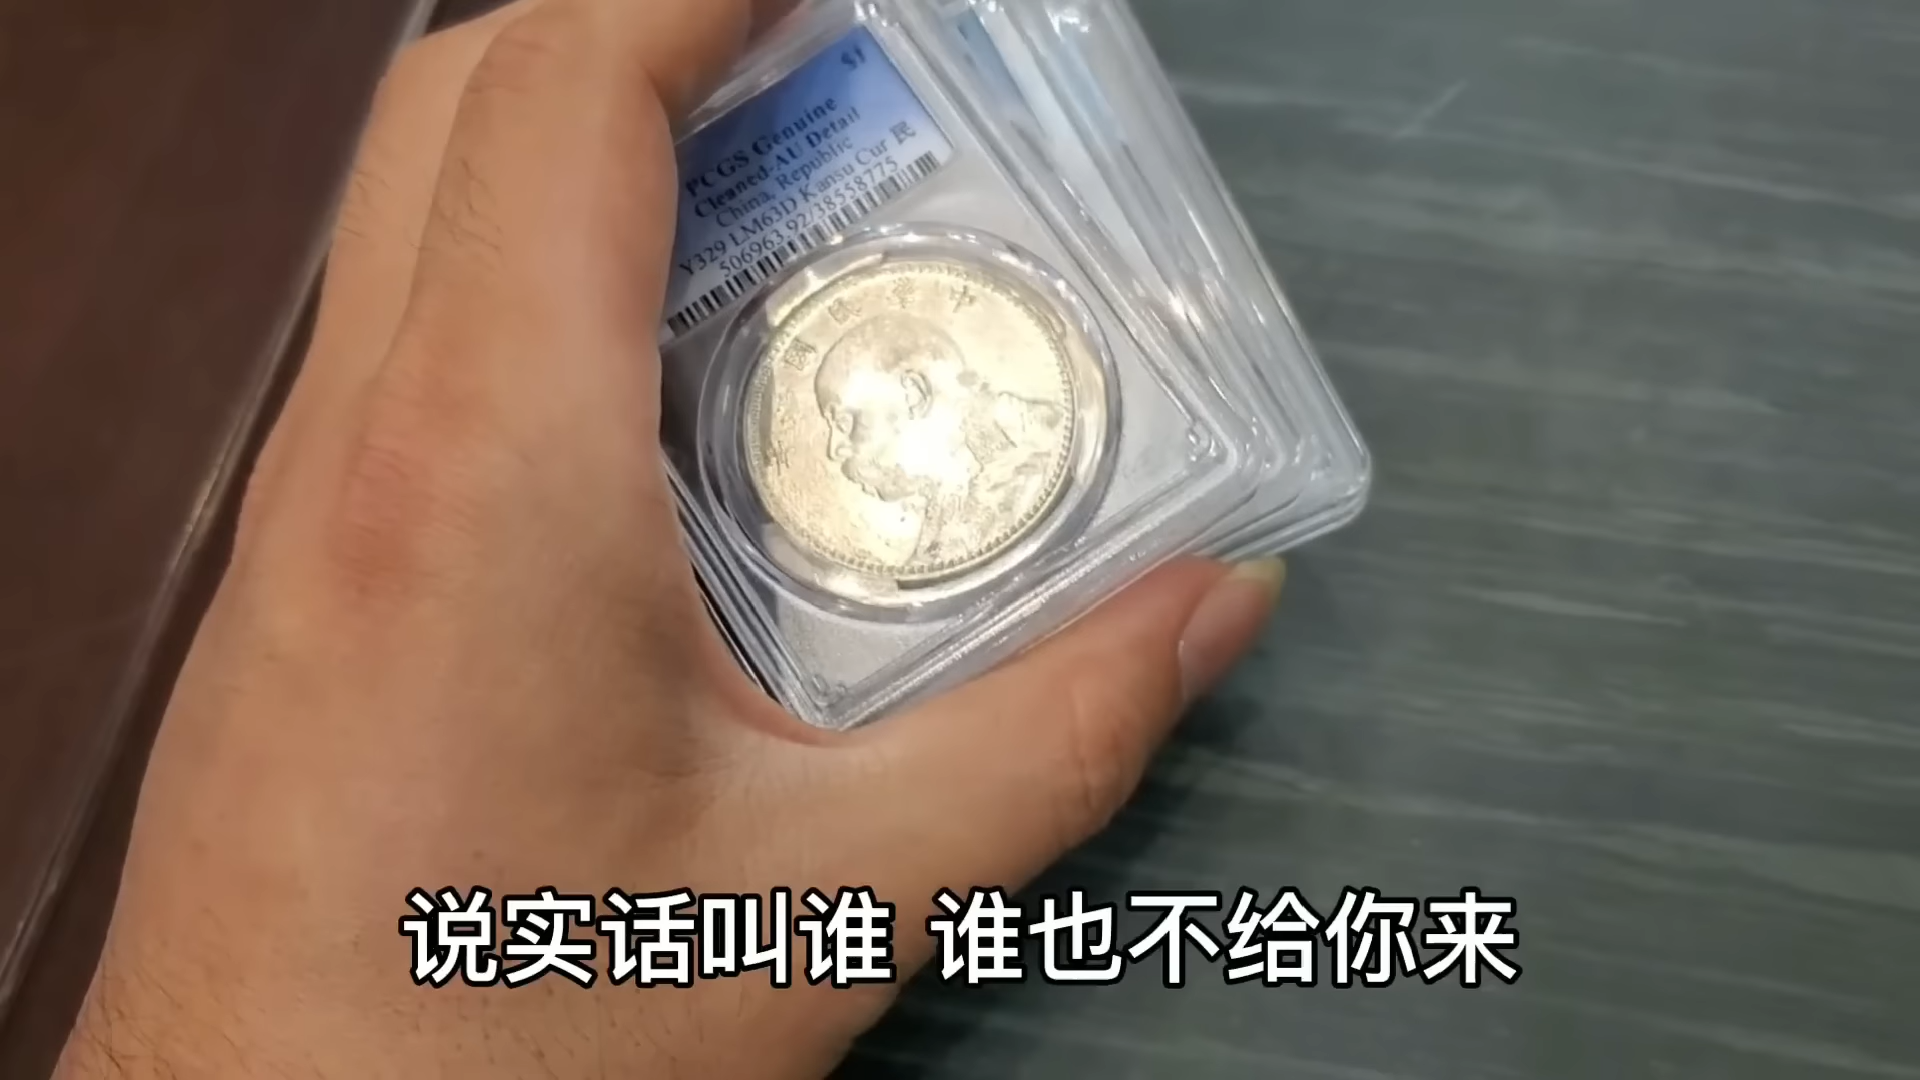 $1
PCGS Genuine
Cleaned-AU Detail
China, Republic
Y329 LM63D Kansu Cur 民
506963.92/38558775
中華民國
说实话叫谁 谁也不给你来